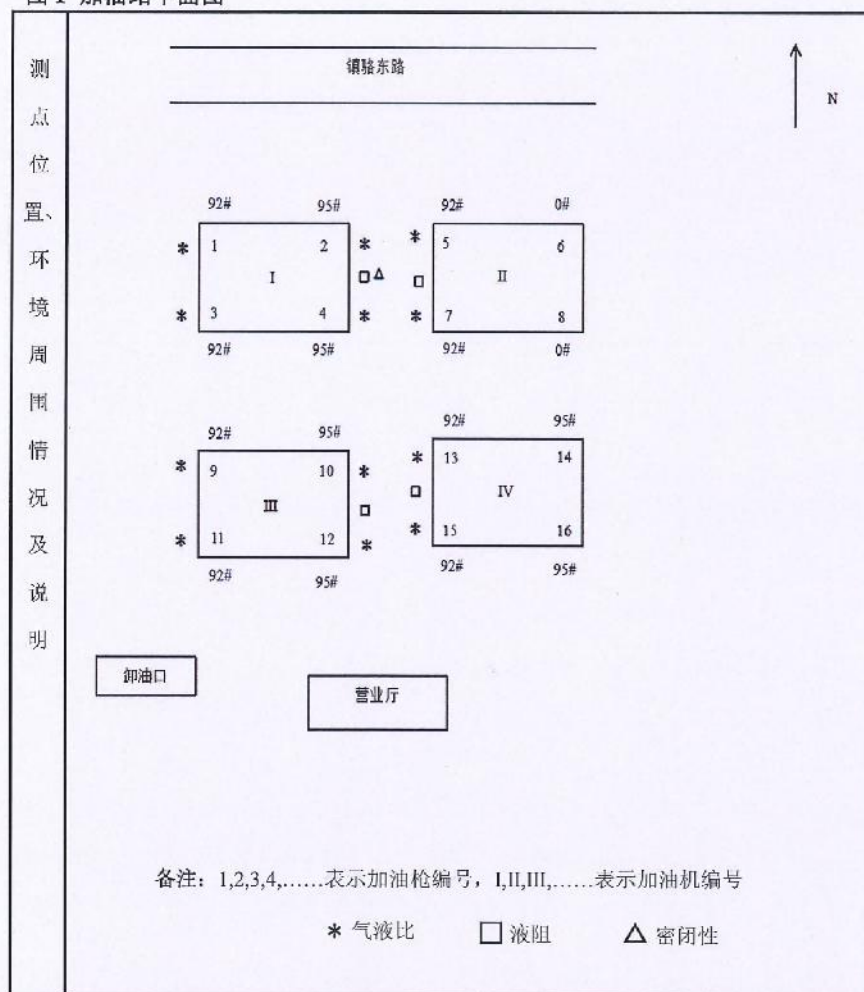 图1 加油站平面图
测点位置、环境周围情况及说明
镇骆东路
N
92# 95# 92# 0#
* 1 2 * * 5 6
I □ △ □ II
* 3 4 * * 7 8
92# 95# 92# 0#
92# 95# 92# 95#
* 9 10 * * 13 14
III □ □ IV
* 11 12 * * 15 16
92# 95# 92# 95#
卸油口
营业厅
备注：1,2,3,4,……表示加油枪编号，I,II,III,……表示加油机编号
* 气液比 □ 液阻 △ 密闭性